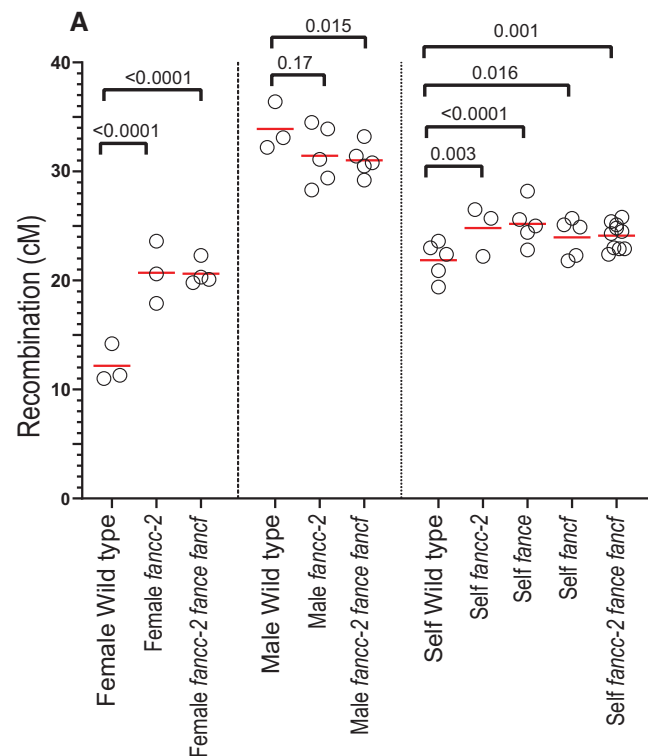 A
0.015
0.001
<0.0001
0.17
0.016
<0.0001
<0.0001
0.003
Recombination (cM)
40
30
20
10
0
Female Wild type
Female fancc-2
Female fancc-2 fance fancf
Male Wild type
Male fancc-2
Male fancc-2 fance fancf
Self Wild type
Self fancc-2
Self fance
Self fancf
Self fancc-2 fance fancf